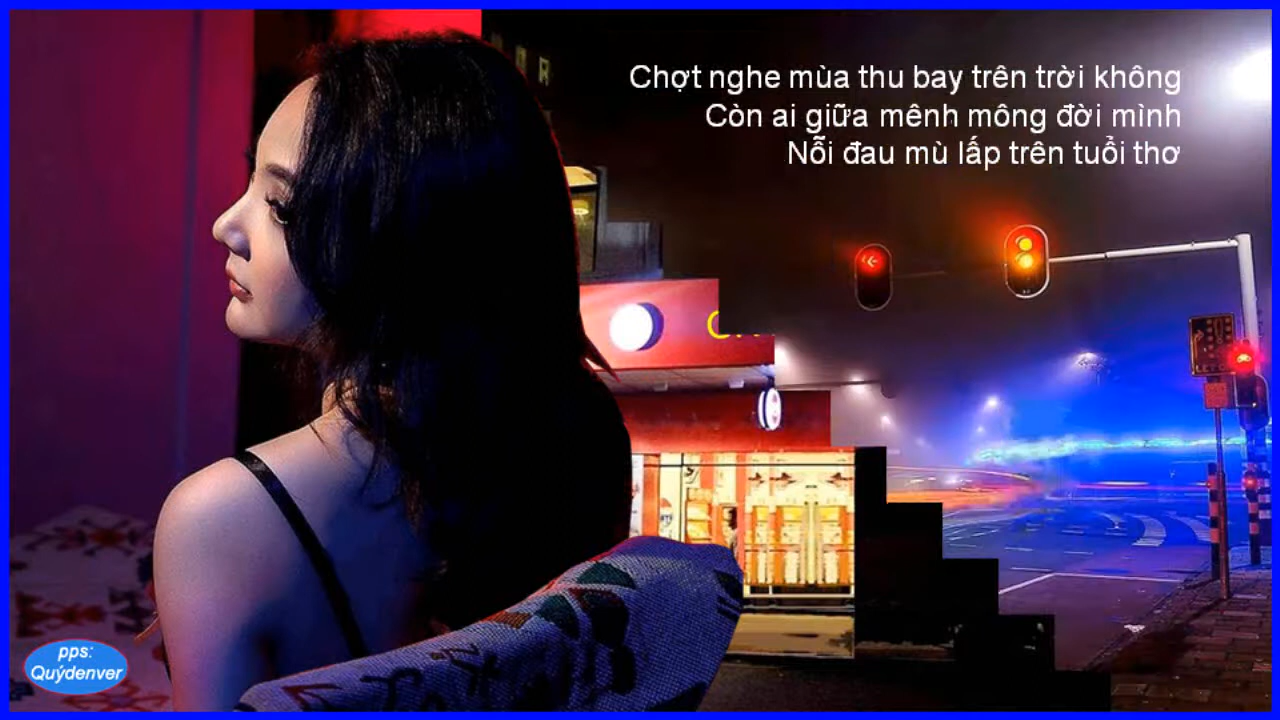 Chợt nghe mùa thu bay trên trời không
Còn ai giữa mênh mông đời mình
Nỗi đau mù lấp trên tuổi thơ
pps:
Quýdenver